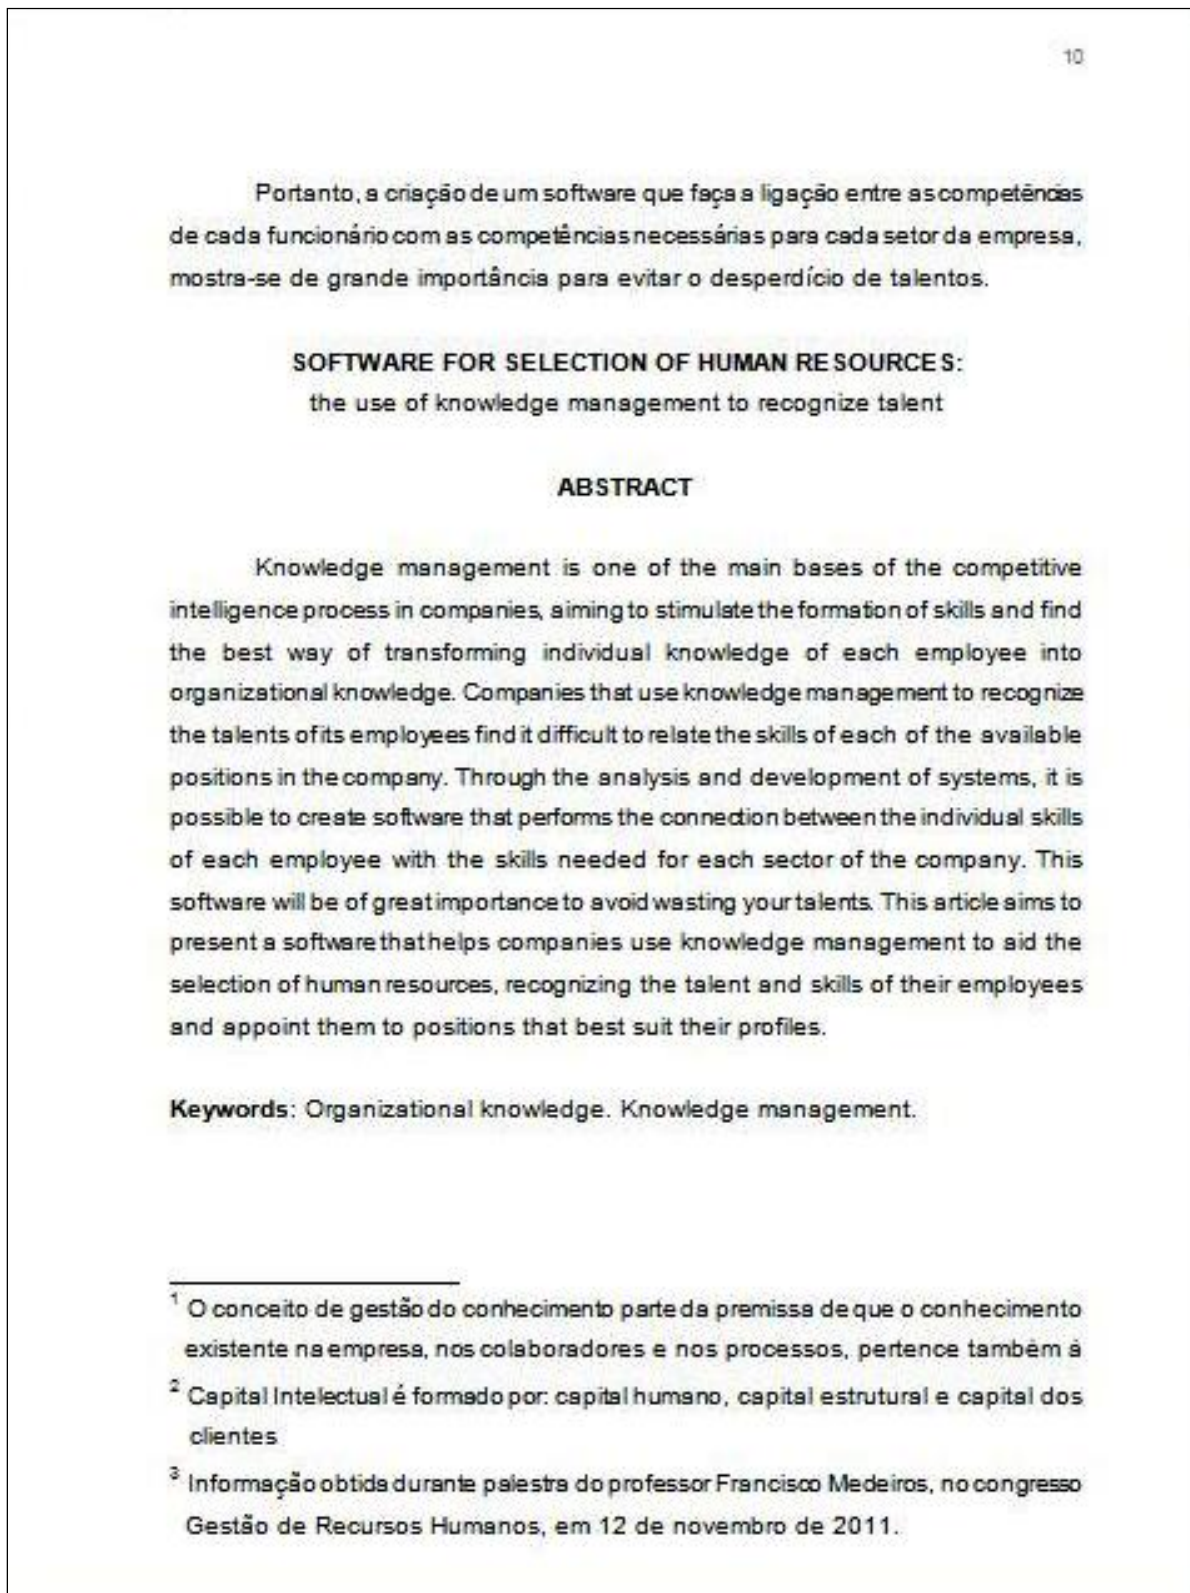 10
Portanto, a criação de um software que faça a ligação entre as competências
de cada funcionário com as competências necessárias para cada setor da empresa,
mostra-se de grande importância para evitar o desperdício de talentos.
SOFTWARE FOR SELECTION OF HUMAN RESOURCES:
the use of knowledge management to recognize talent
ABSTRACT
Knowledge management is one of the main bases of the competitive
intelligence process in companies, aiming to stimulate the formation of skills and find
the best way of transforming individual knowledge of each employee into
organizational knowledge. Companies that use knowledge management to recognize
the talents of its employees find it difficult to relate the skills of each of the available
positions in the company. Through the analysis and development of systems, it is
possible to create software that performs the connection between the individual skills
of each employee with the skills needed for each sector of the company. This
software will be of great importance to avoid wasting your talents. This article aims to
present a software that helps companies use knowledge management to aid the
selection of human resources, recognizing the talent and skills of their employees
and appoint them to positions that best suit their profiles.
Keywords: Organizational knowledge. Knowledge management.
1 O conceito de gestão do conhecimento parte da premissa de que o conhecimento
existente na empresa, nos colaboradores e nos processos, pertence também á
2 Capital Intelectual é formado por: capital humano, capital estrutural e capital dos
clientes
3 Informação obtida durante palestra do professor Francisco Medeiros, no congresso
Gestão de Recursos Humanos, em 12 de novembro de 2011.